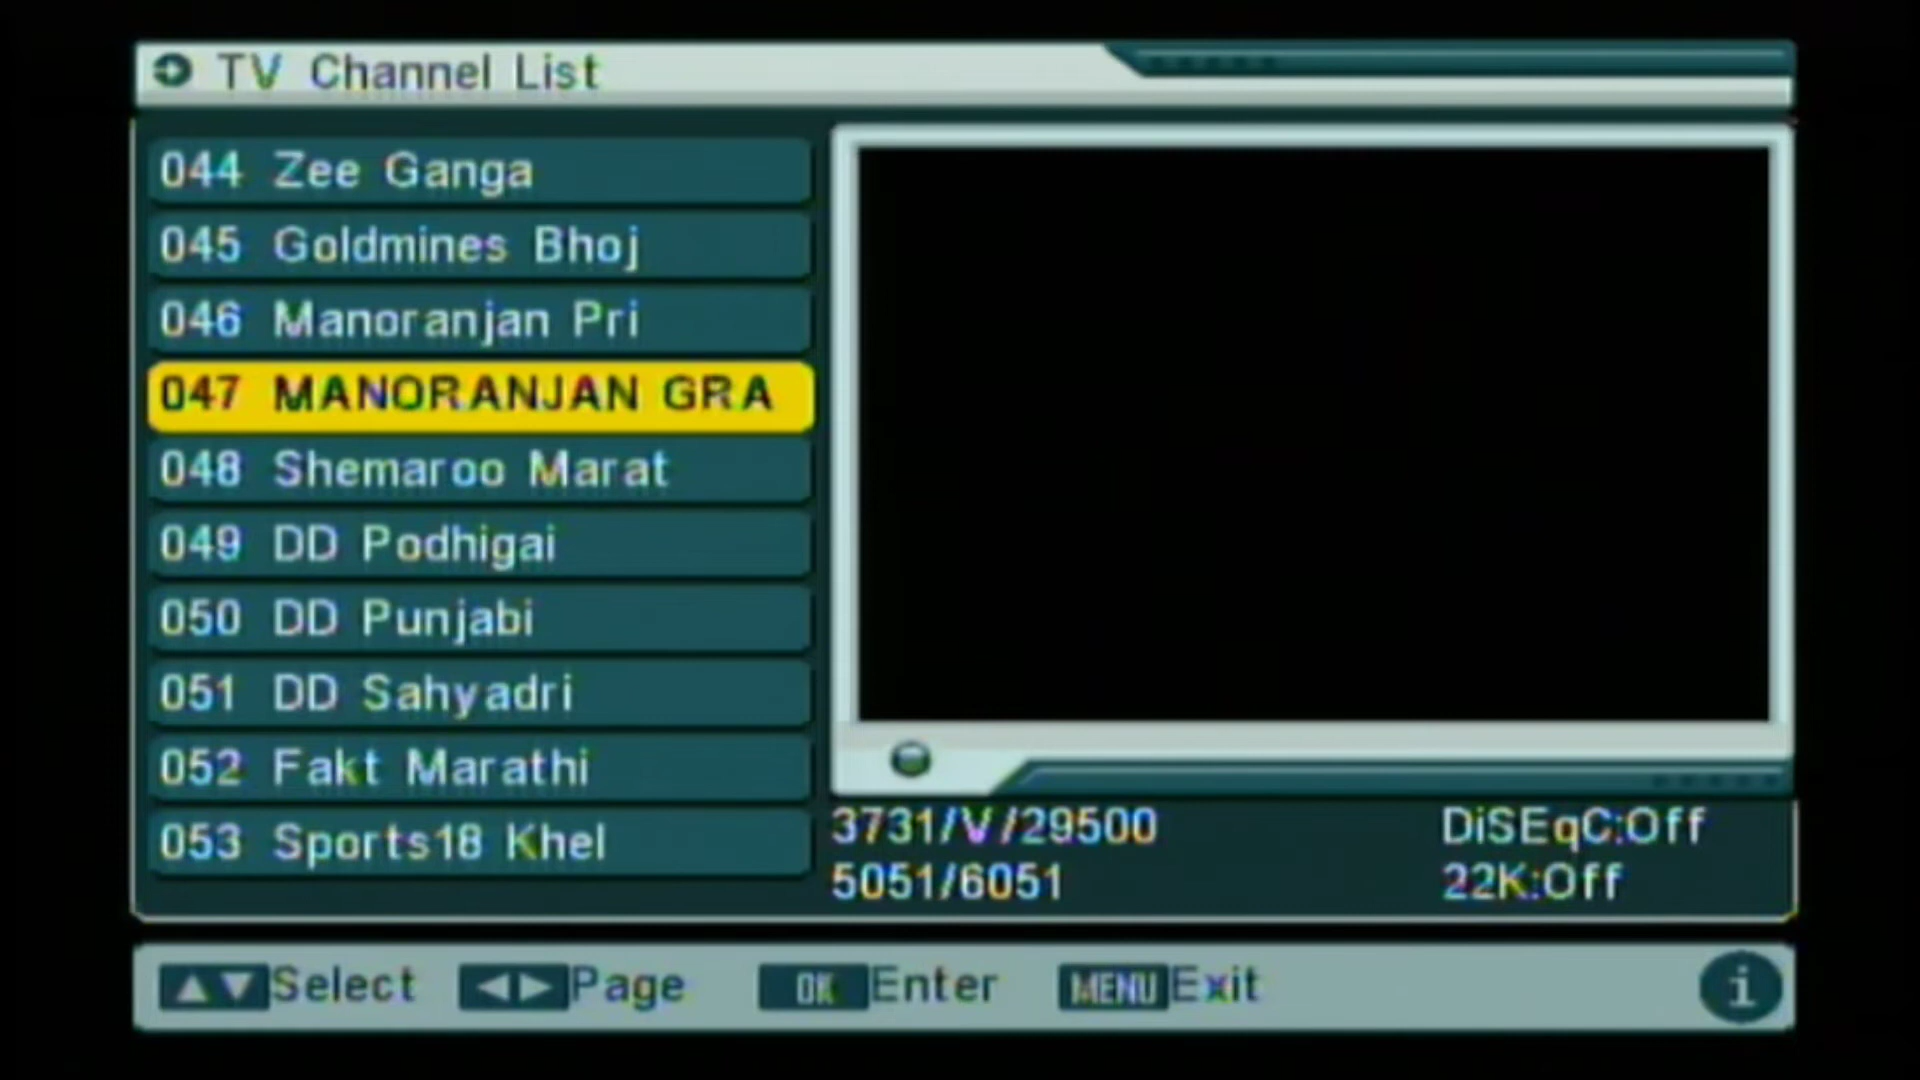 TV Channel List
044 Zee Ganga
045 Goldmines Bhoj
046 Manoranjan Pri
047 MANORANJAN GRA
048 Shemaroo Marat
049 DD Podhigai
050 DD Punjabi
051 DD Sahyadri
052 Fakt Marathi
053 Sports18 Khel
3731/V/29500 DiSEqC:Off
5051/6051 22K:Off
Select Page OK Enter MENU Exit i